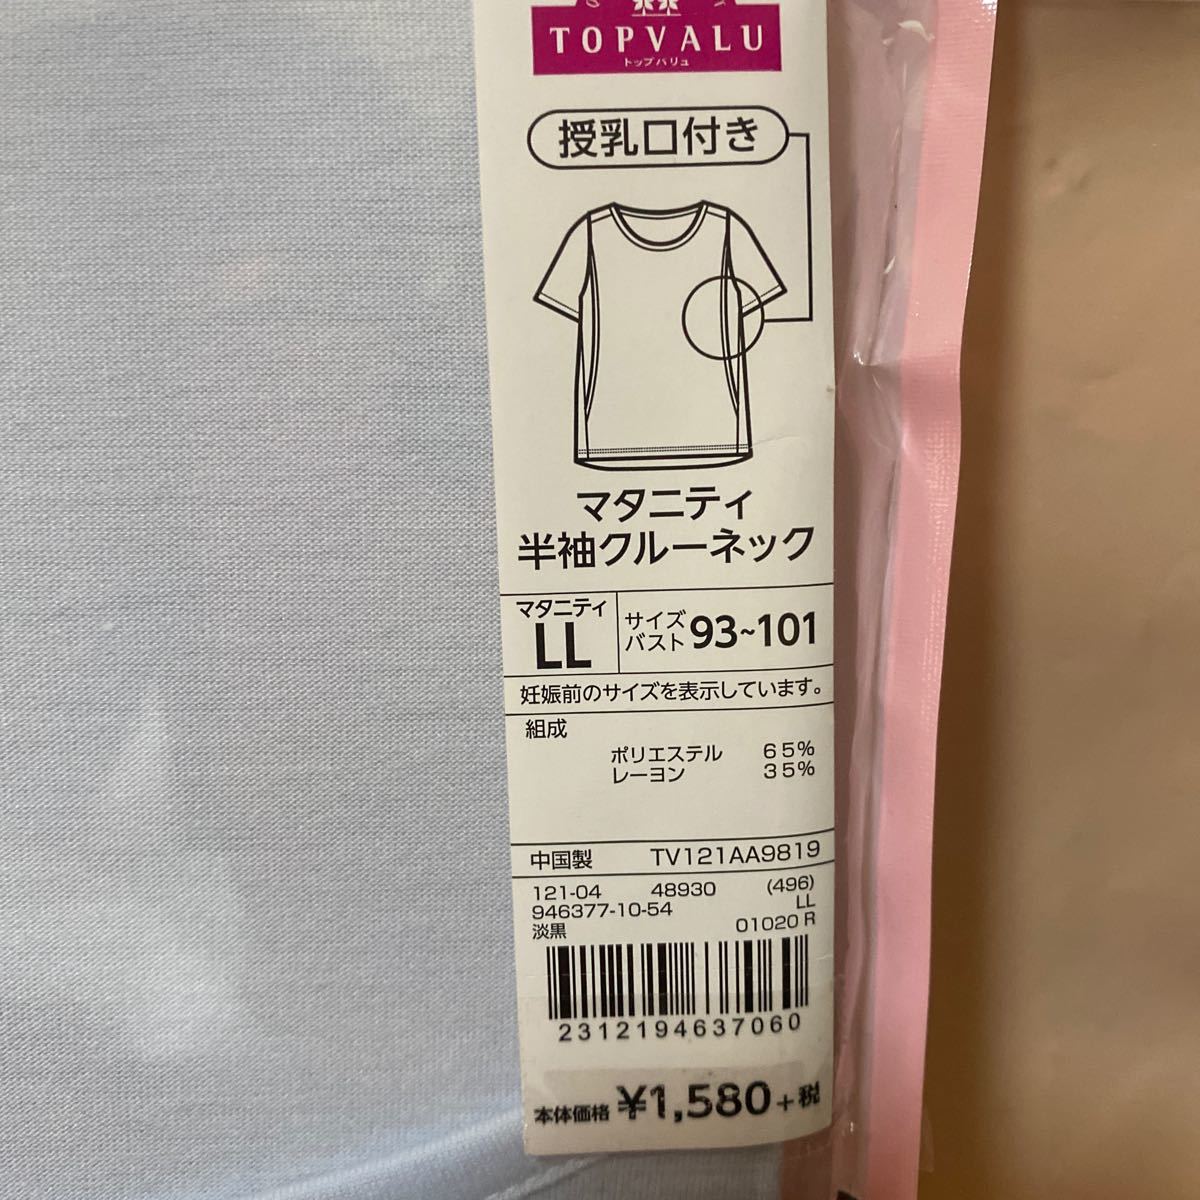 TOPVALU
トップバリュ
授乳口付き
マタニティ
半袖クルーネック
マタニティ
LL
サイズ
バスト 93~101
妊娠前のサイズを表示しています。
組成
ポリエステル 65%
レーヨン 35%
中国製 TV121AA9819
121-04 48930 (496)
946377-10-54 LL
淡黒 01020 R
2312194637060
本体価格 ¥1,580+税